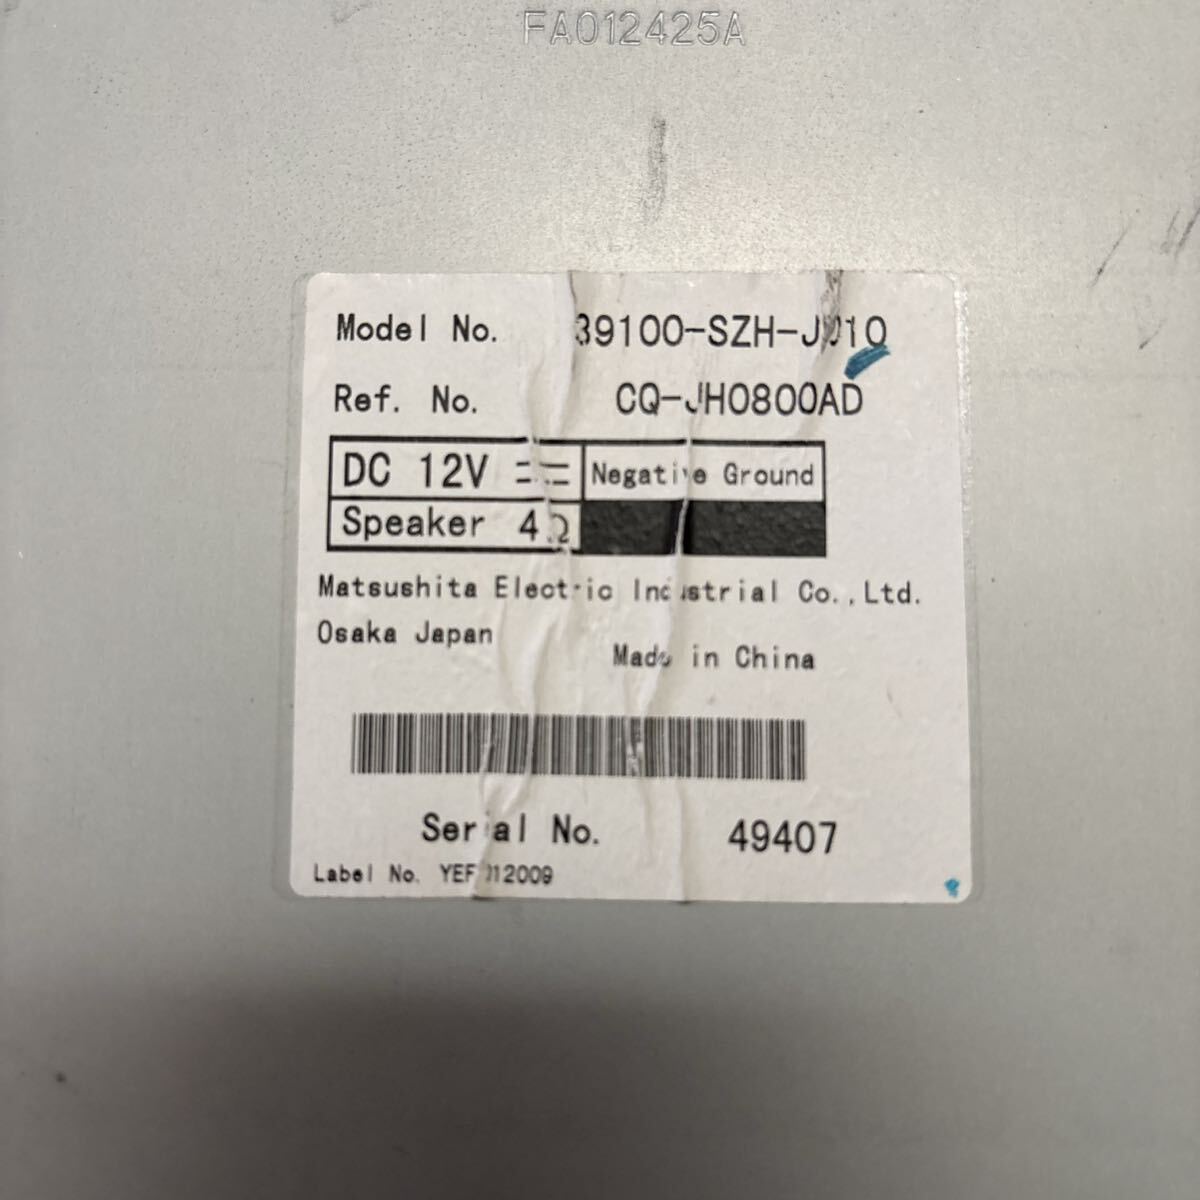 FA012425A
Model No. 39100-SZH-J010
Ref. No. CQ-JH0800AD
DC 12V Negative Ground
Speaker 4Ω
Matsushita Electric Industrial Co.,Ltd.
Osaka Japan
Made in China
Serial No. 49407
Label No. YEF012009